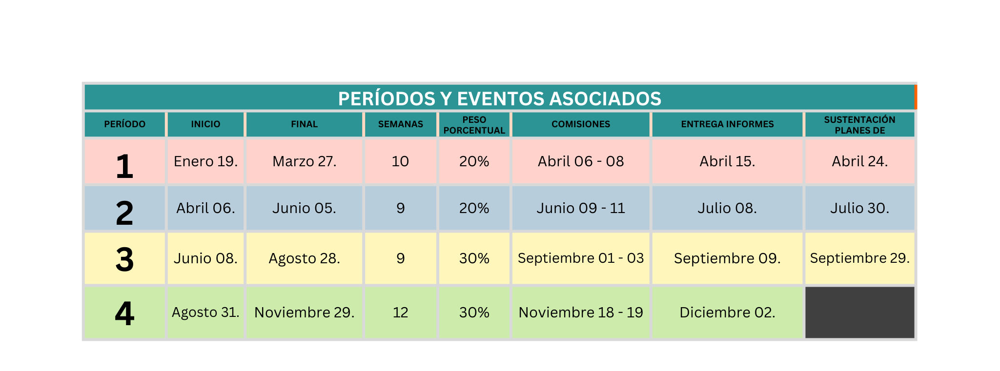 PERÍODOS Y EVENTOS ASOCIADOS
PERÍODO INICIO FINAL SEMANAS PESO PORCENTUAL COMISIONES ENTREGA INFORMES SUSTENTACIÓN PLANES DE
1 Enero 19. Marzo 27. 10 20% Abril 06 - 08 Abril 15. Abril 24.
2 Abril 06. Junio 05. 9 20% Junio 09 - 11 Julio 08. Julio 30.
3 Junio 08. Agosto 28. 9 30% Septiembre 01 - 03 Septiembre 09. Septiembre 29.
4 Agosto 31. Noviembre 29. 12 30% Noviembre 18 - 19 Diciembre 02.